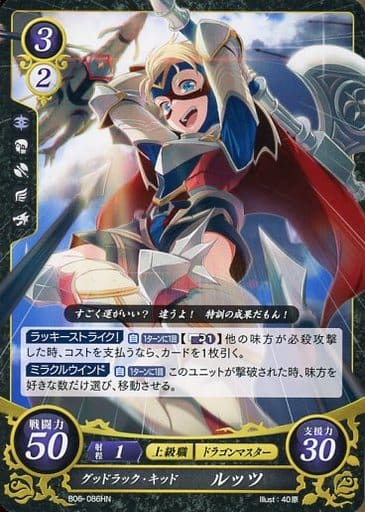 3
2
すごく運がいい？ 違うよ！ 特訓の成果だもん！
ラッキーストライク！ 自 1ターンに1回 【 1】他の味方が必殺攻撃
した時、コストを支払うなら、カードを1枚引く。
ミラクルウインド 自 1ターンに1回 このユニットが撃破された時、味方を
好きな数だけ選び、移動させる。
戦闘力
50
射程 1
上級職
ドラゴンマスター
支援力
30
グッドラック・キッド ルッツ
B06-086HN
Illust：40原